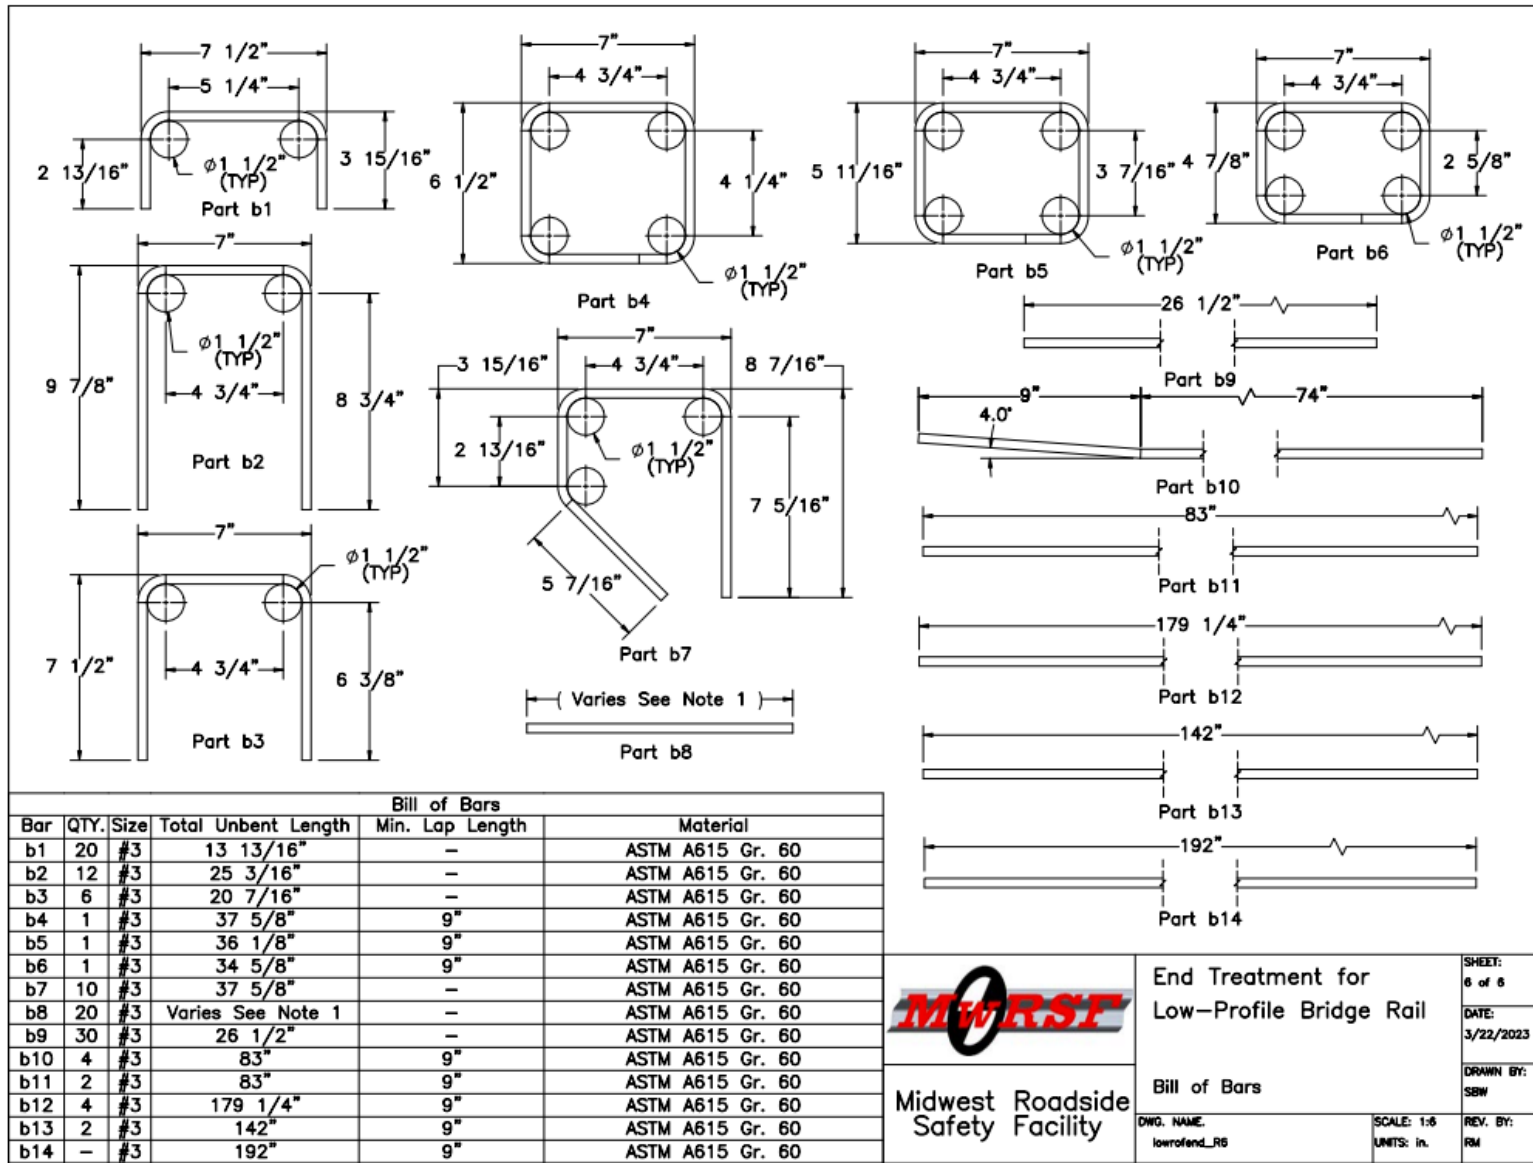 7 1/2"
5 1/4"
2 13/16"
3 15/16"
⌀1 1/2"
(TYP)
Part b1
7"
4 3/4"
6 1/2"
4 1/4"
⌀1 1/2"
(TYP)
Part b4
7"
4 3/4"
5 11/16"
3 7/16"
⌀1 1/2"
(TYP)
Part b5
7"
4 3/4"
4 7/8"
2 5/8"
⌀1 1/2"
(TYP)
Part b6
7"
⌀1 1/2"
(TYP)
9 7/8"
4 3/4"
8 3/4"
Part b2
7"
3 15/16"
4 3/4"
8 7/16"
2 13/16"
⌀1 1/2"
(TYP)
7 5/16"
5 7/16"
Part b7
7"
⌀1 1/2"
(TYP)
7 1/2"
4 3/4"
6 3/8"
Part b3
( Varies See Note 1 )
Part b8
26 1/2"
Part b9
9"
74"
4.0°
Part b10
83"
Part b11
179 1/4"
Part b12
142"
Part b13
192"
Part b14
Bill of Bars
Bar QTY. Size Total Unbent Length Min. Lap Length Material
b1 20 #3 13 13/16" – ASTM A615 Gr. 60
b2 12 #3 25 3/16" – ASTM A615 Gr. 60
b3 6 #3 20 7/16" – ASTM A615 Gr. 60
b4 1 #3 37 5/8" 9" ASTM A615 Gr. 60
b5 1 #3 36 1/8" 9" ASTM A615 Gr. 60
b6 1 #3 34 5/8" 9" ASTM A615 Gr. 60
b7 10 #3 37 5/8" – ASTM A615 Gr. 60
b8 20 #3 Varies See Note 1 – ASTM A615 Gr. 60
b9 30 #3 26 1/2" – ASTM A615 Gr. 60
b10 4 #3 83" 9" ASTM A615 Gr. 60
b11 2 #3 83" 9" ASTM A615 Gr. 60
b12 4 #3 179 1/4" 9" ASTM A615 Gr. 60
b13 2 #3 142" 9" ASTM A615 Gr. 60
b14 – #3 192" 9" ASTM A615 Gr. 60
MwRSF
Midwest Roadside
Safety Facility
End Treatment for
Low–Profile Bridge Rail
Bill of Bars
SHEET:
6 of 6
DATE:
3/22/2023
DRAWN BY:
SBW
DWG. NAME.
lowrofend_R6
SCALE: 1:6
UNITS: in.
REV. BY:
RM